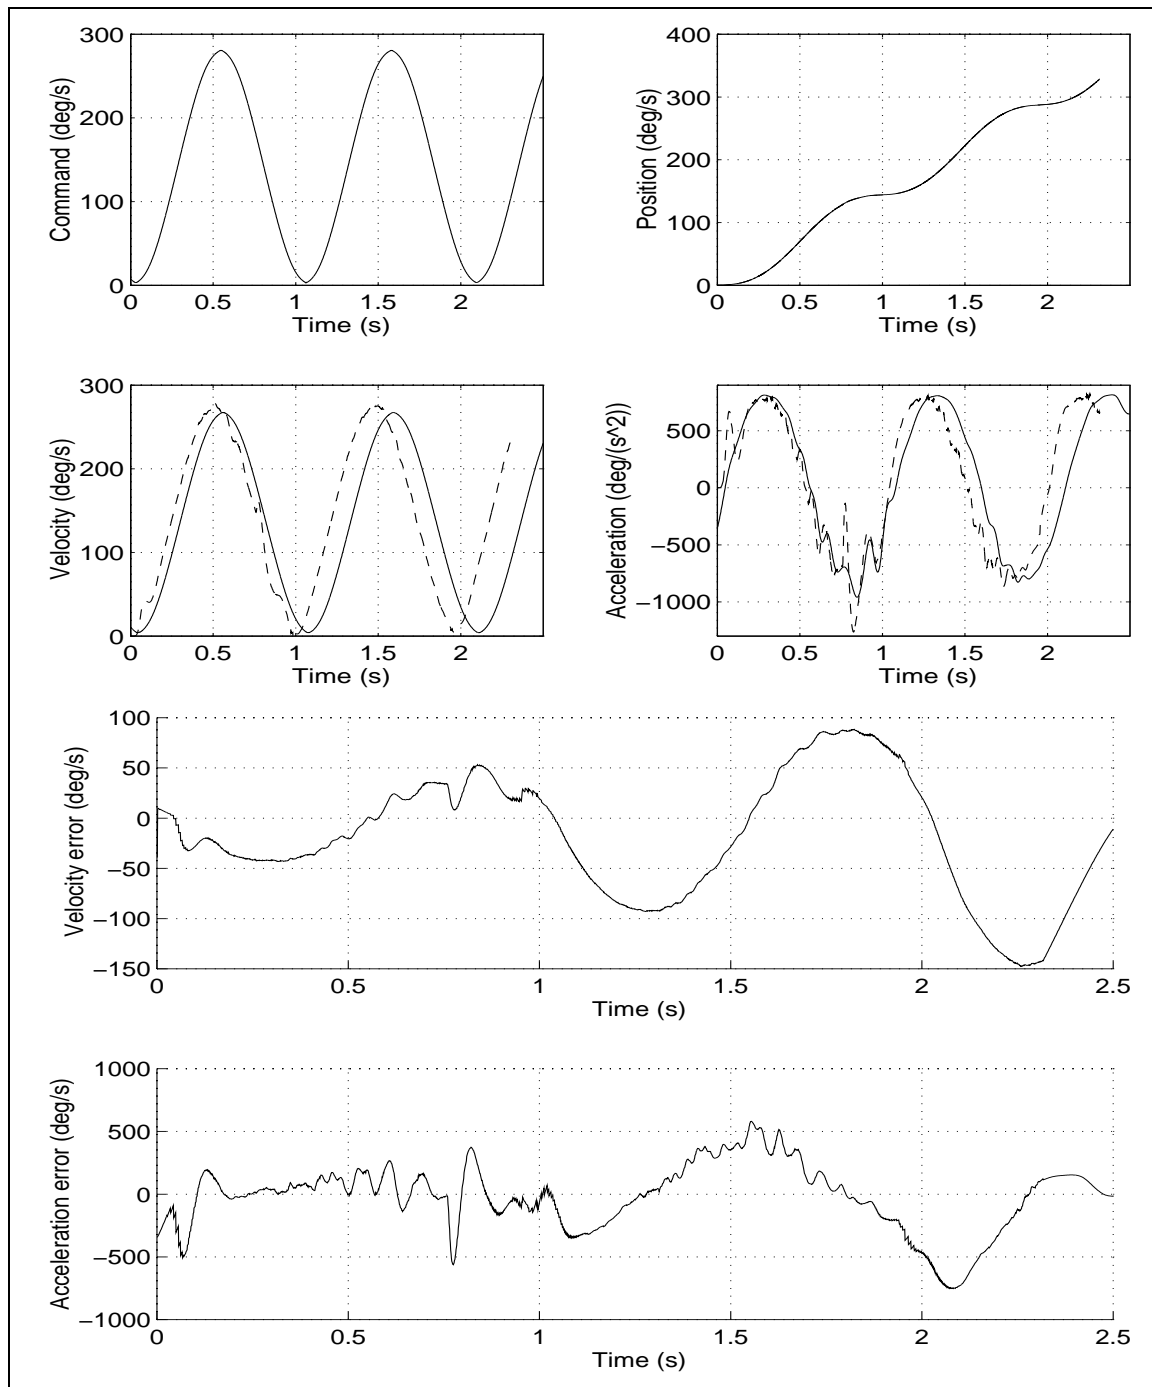 300
200
100
0
0 0.5 1 1.5 2
Command (deg/s)
Time (s)
400
300
200
100
0
0 0.5 1 1.5 2
Position (deg/s)
Time (s)
300
200
100
0
0 0.5 1 1.5 2
Velocity (deg/s)
Time (s)
500
0
−500
−1000
0 0.5 1 1.5 2
Acceleration (deg/(s^2))
Time (s)
100
50
0
−50
−100
−150
0 0.5 1 1.5 2 2.5
Velocity error (deg/s)
Time (s)
1000
500
0
−500
−1000
0 0.5 1 1.5 2 2.5
Acceleration error (deg/s)
Time (s)